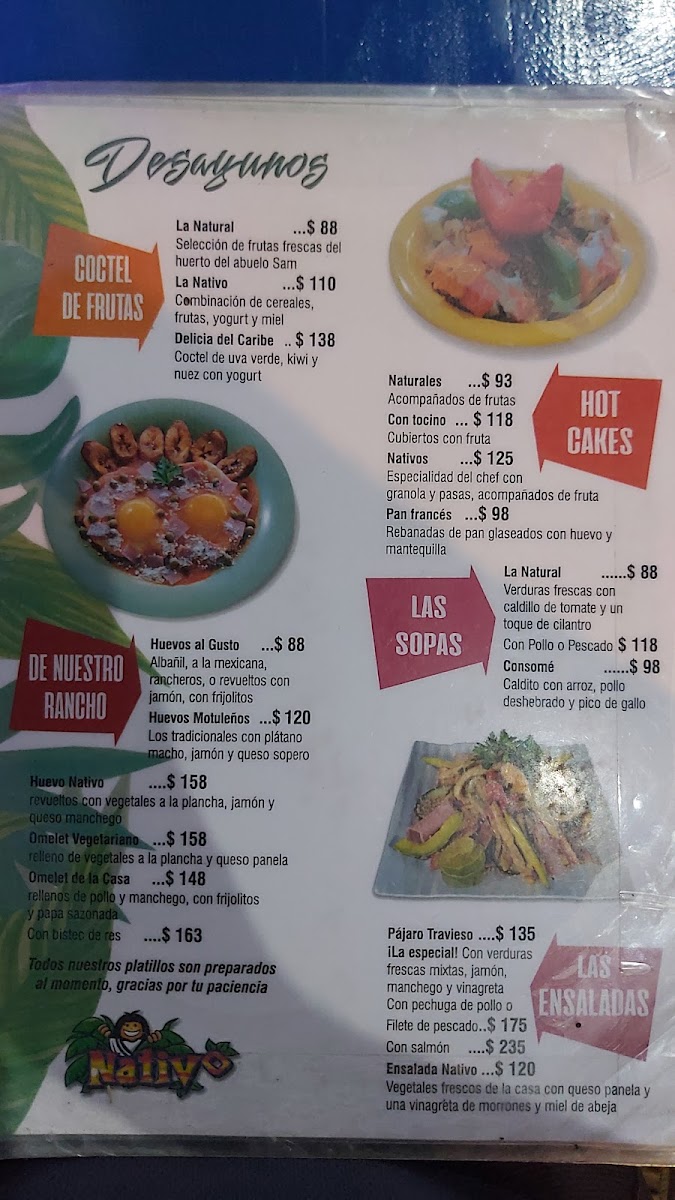 Desayunos
COCTEL
DE FRUTAS
La Natural ...$ 88
Selección de frutas frescas del
huerto del abuelo Sam
La Nativo ...$ 110
Combinación de cereales,
frutas, yogurt y miel
Delicia del Caribe .. $ 138
Coctel de uva verde, kiwi y
nuez con yogurt
HOT
CAKES
Naturales ...$ 93
Acompañados de frutas
Con tocino ... $ 118
Cubiertos con fruta
Nativos ...$ 125
Especialidad del chef con
granola y pasas, acompañados de fruta
Pan francés ...$ 98
Rebanadas de pan glaseados con huevo y
mantequilla
LAS
SOPAS
La Natural ......$ 88
Verduras frescas con
caldillo de tomate y un
toque de cilantro
Con Pollo o Pescado $ 118
Consomé ......$ 98
Caldito con arroz, pollo
deshebrado y pico de gallo
DE NUESTRO
RANCHO
Huevos al Gusto ...$ 88
Albañil, a la mexicana,
rancheros, o revueltos con
jamón, con frijolitos
Huevos Motuleños ...$ 120
Los tradicionales con plátano
macho, jamón y queso sopero
Huevo Nativo ....$ 158
revueltos con vegetales a la plancha, jamón y
queso manchego
Omelet Vegetariano ...$ 158
relleno de vegetales a la plancha y queso panela
Omelet de la Casa ...$ 148
rellenos de pollo y manchego, con frijolitos
y papa sazonada
Con bistec de res ....$ 163
Todos nuestros platillos son preparados
al momento, gracias por tu paciencia
Nativo
LAS
ENSALADAS
Pájaro Travieso ....$ 135
¡La especial! Con verduras
frescas mixtas, jamón,
manchego y vinagreta
Con pechuga de pollo o
Filete de pescado..$ 175
Con salmón ....$ 235
Ensalada Nativo ...$ 120
Vegetales frescos de la casa con queso panela y
una vinagreta de morrones y miel de abeja